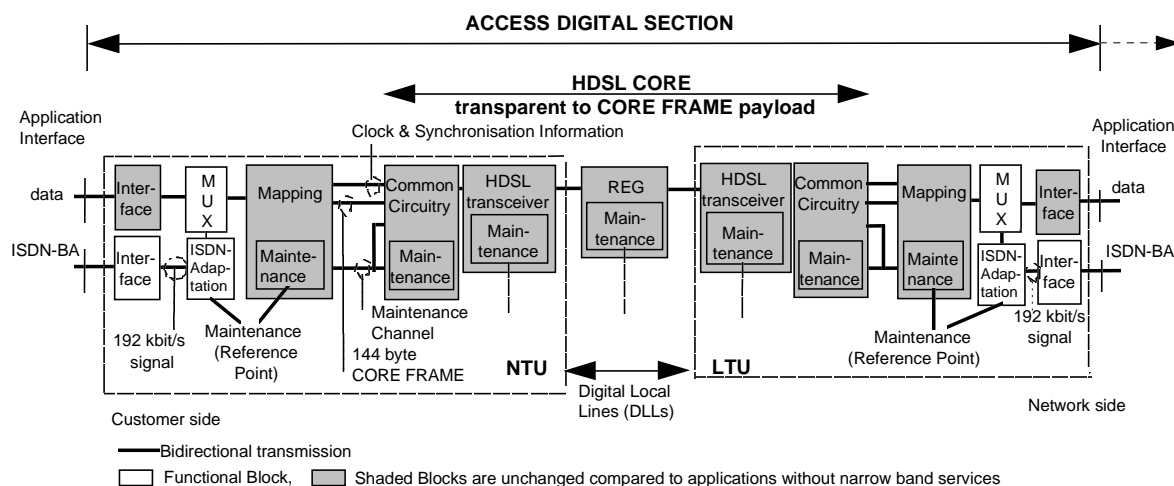 ACCESS DIGITAL SECTION
HDSL CORE
transparent to CORE FRAME payload
Application
Interface
Clock & Synchronisation Information
Application
Interface
data
Inter-
face
M
U
X
Mapping
Common
Circuitry
HDSL
transceiver
REG
HDSL
transceiver
Common
Circuitry
Mapping
M
U
X
Inter-
face
data
ISDN-BA
Inter-
face
ISDN-
Adap-
tation
Mainte-
nance
Main-
tenance
Main-
tenance
Main-
tenance
Main-
tenance
Main-
tenance
Mainte
nance
ISDN-
Adap-
tation
Inter-
face
ISDN-BA
192 kbit/s
signal
Maintenance
(Reference
Point)
Maintenance
Channel
144 byte
CORE FRAME
NTU
Digital Local
Lines (DLLs)
LTU
Maintenance
(Reference Point)
192 kbit/s
signal
Customer side
Network side
Bidirectional transmission
Functional Block,
Shaded Blocks are unchanged compared to applications without narrow band services